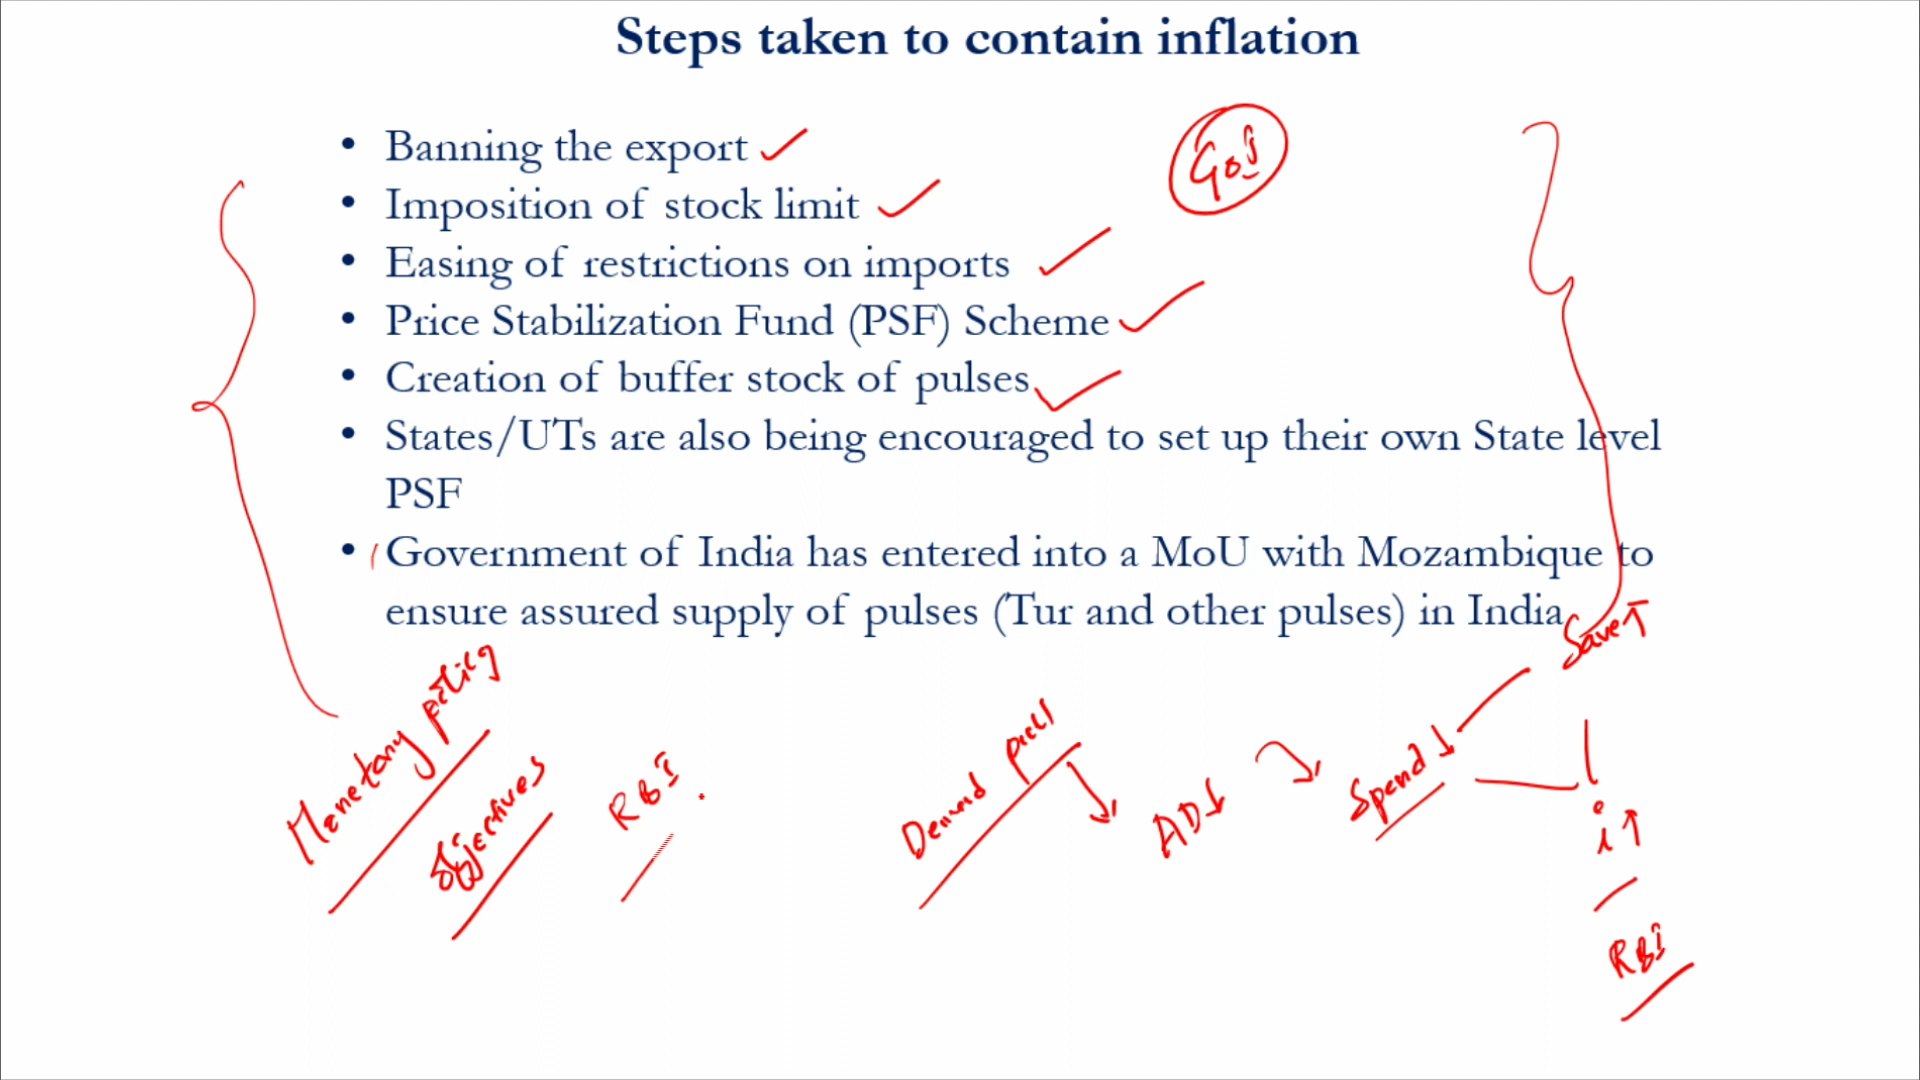 Steps taken to contain inflation
• Banning the export
GoI
• Imposition of stock limit
• Easing of restrictions on imports
• Price Stabilization Fund (PSF) Scheme
• Creation of buffer stock of pulses
• States/UTs are also being encouraged to set up their own State level
PSF
• Government of India has entered into a MoU with Mozambique to
ensure assured supply of pulses (Tur and other pulses) in India
Save↑
Monetary policy
Objectives
RBI
Demand pull
AD↓
Spend↓
i↑
RBI